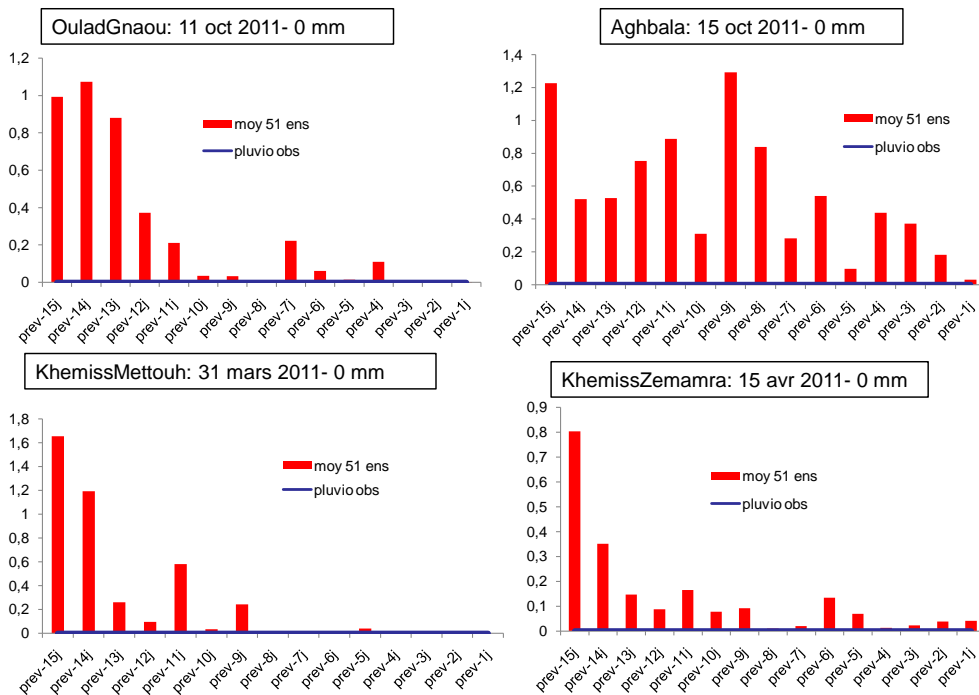 OuladGnaou: 11 oct 2011- 0 mm
1,2
1
0,8
0,6
0,4
0,2
0
moy 51 ens
pluvio obs
prev-15j
prev-14j
prev-13j
prev-12j
prev-11j
prev-10j
prev-9j
prev-8j
prev-7j
prev-6j
prev-5j
prev-4j
prev-3j
prev-2j
prev-1j
Aghbala: 15 oct 2011- 0 mm
1,4
1,2
1
0,8
0,6
0,4
0,2
0
moy 51 ens
pluvio obs
prev-15j
prev-14j
prev-13j
prev-12j
prev-11j
prev-10j
prev-9j
prev-8j
prev-7j
prev-6j
prev-5j
prev-4j
prev-3j
prev-2j
prev-1j
KhemissMettouh: 31 mars 2011- 0 mm
1,8
1,6
1,4
1,2
1
0,8
0,6
0,4
0,2
0
moy 51 ens
pluvio obs
prev-15j
prev-14j
prev-13j
prev-12j
prev-11j
prev-10j
prev-9j
prev-8j
prev-7j
prev-6j
prev-5j
prev-4j
prev-3j
prev-2j
prev-1j
KhemissZemamra: 15 avr 2011- 0 mm
0,9
0,8
0,7
0,6
0,5
0,4
0,3
0,2
0,1
0
moy 51 ens
pluvio obs
prev-15j
prev-14j
prev-13j
prev-12j
prev-11j
prev-10j
prev-9j
prev-8j
prev-7j
prev-6j
prev-5j
prev-4j
prev-3j
prev-2j
prev-1j